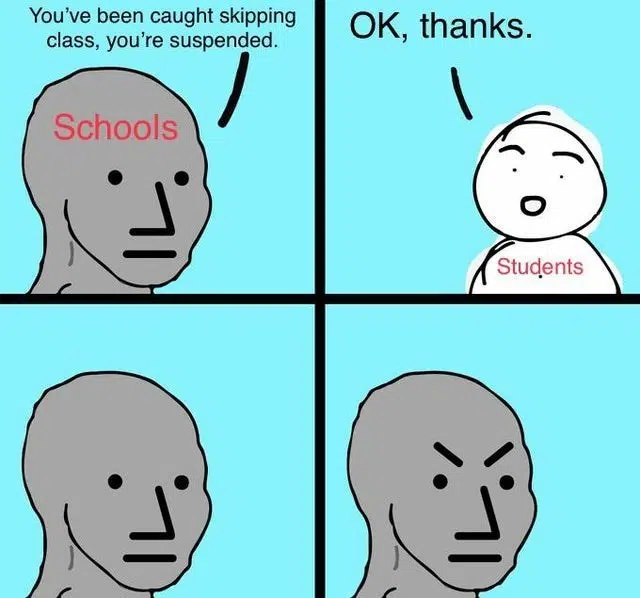 You've been caught skipping
class, you're suspended.
OK, thanks.
Schools
Students